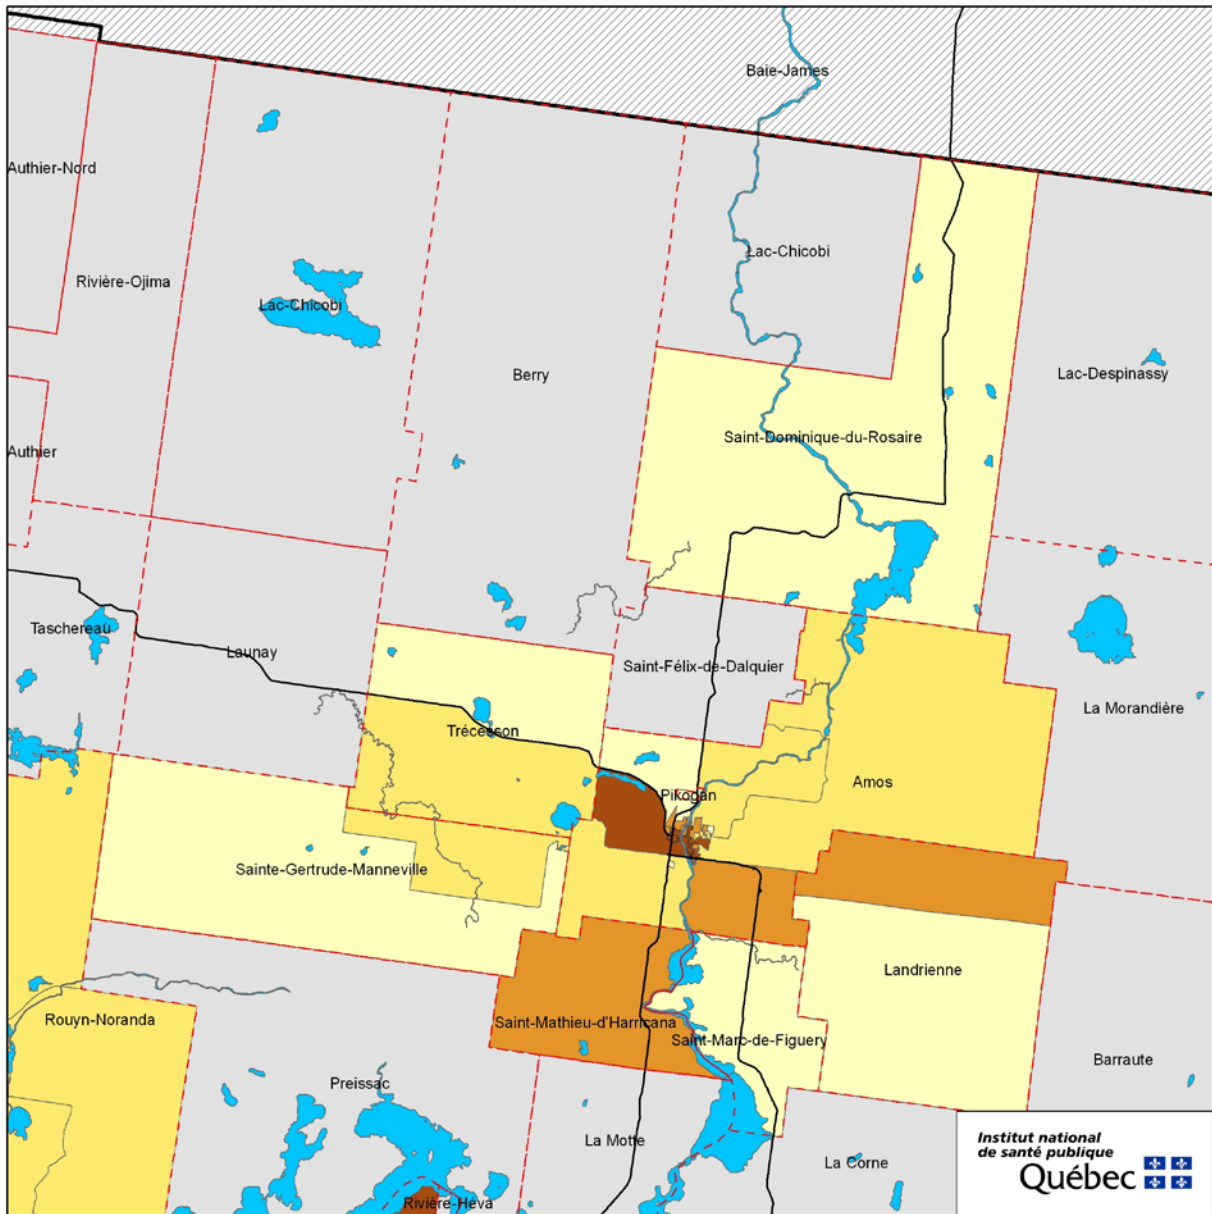 Baie-James
Authier-Nord
Lac-Chicobi
Rivière-Ojima
Lac-Chicobi
Berry
Lac-Despinassy
Saint-Dominique-du-Rosaire
Authier
Taschereau
Launay
Saint-Félix-de-Dalquier
La Morandière
Trécesson
Amos
Pikogan
Sainte-Gertrude-Manneville
Landrienne
Rouyn-Noranda
Saint-Mathieu-d'Harricana
Saint-Marc-de-Figuery
Barraute
Preissac
La Motte
La Corne
Rivière-Héva
Institut national
de santé publique
Québec